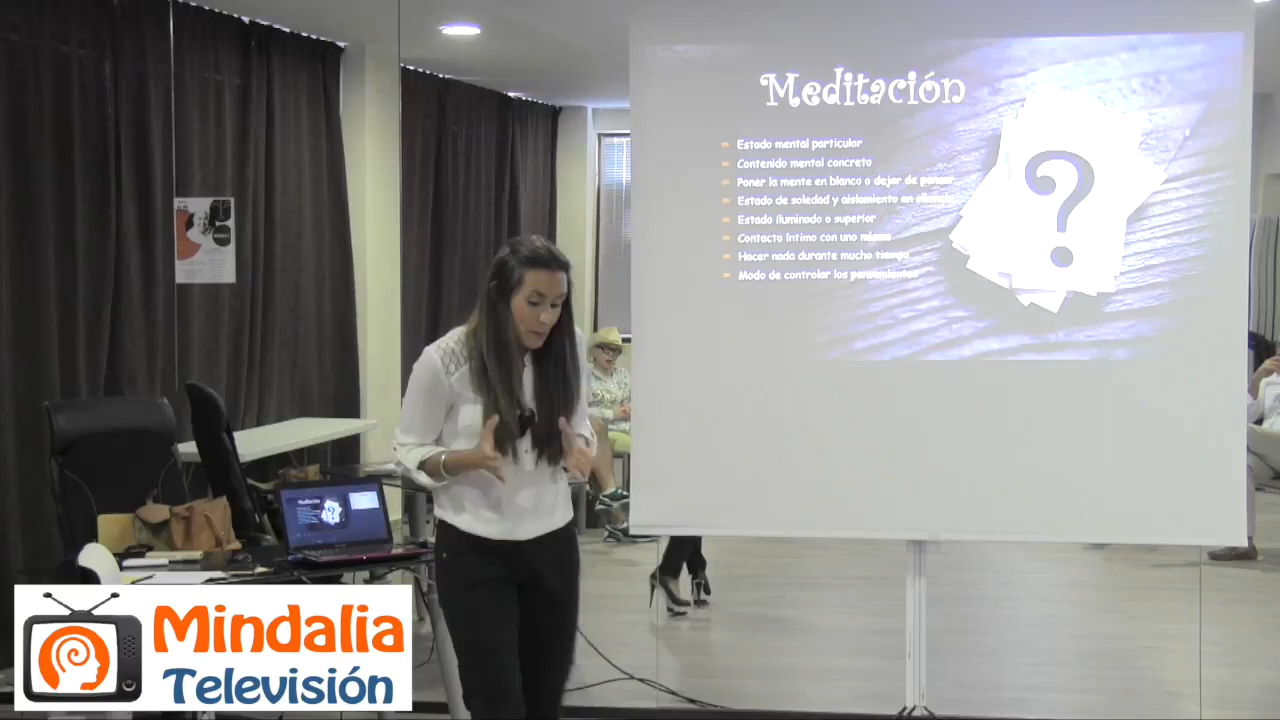 Meditación
Estado mental particular
Contenido mental concreto
Poner la mente en blanco o dejar de pensar
Estado de soledad y aislamiento en
Estado iluminado o superior
Contacto íntimo con uno mismo
Hacer nada durante mucho tiempo
Modo de controlar los pensamientos
?
Meditación
Mindalia
Televisión